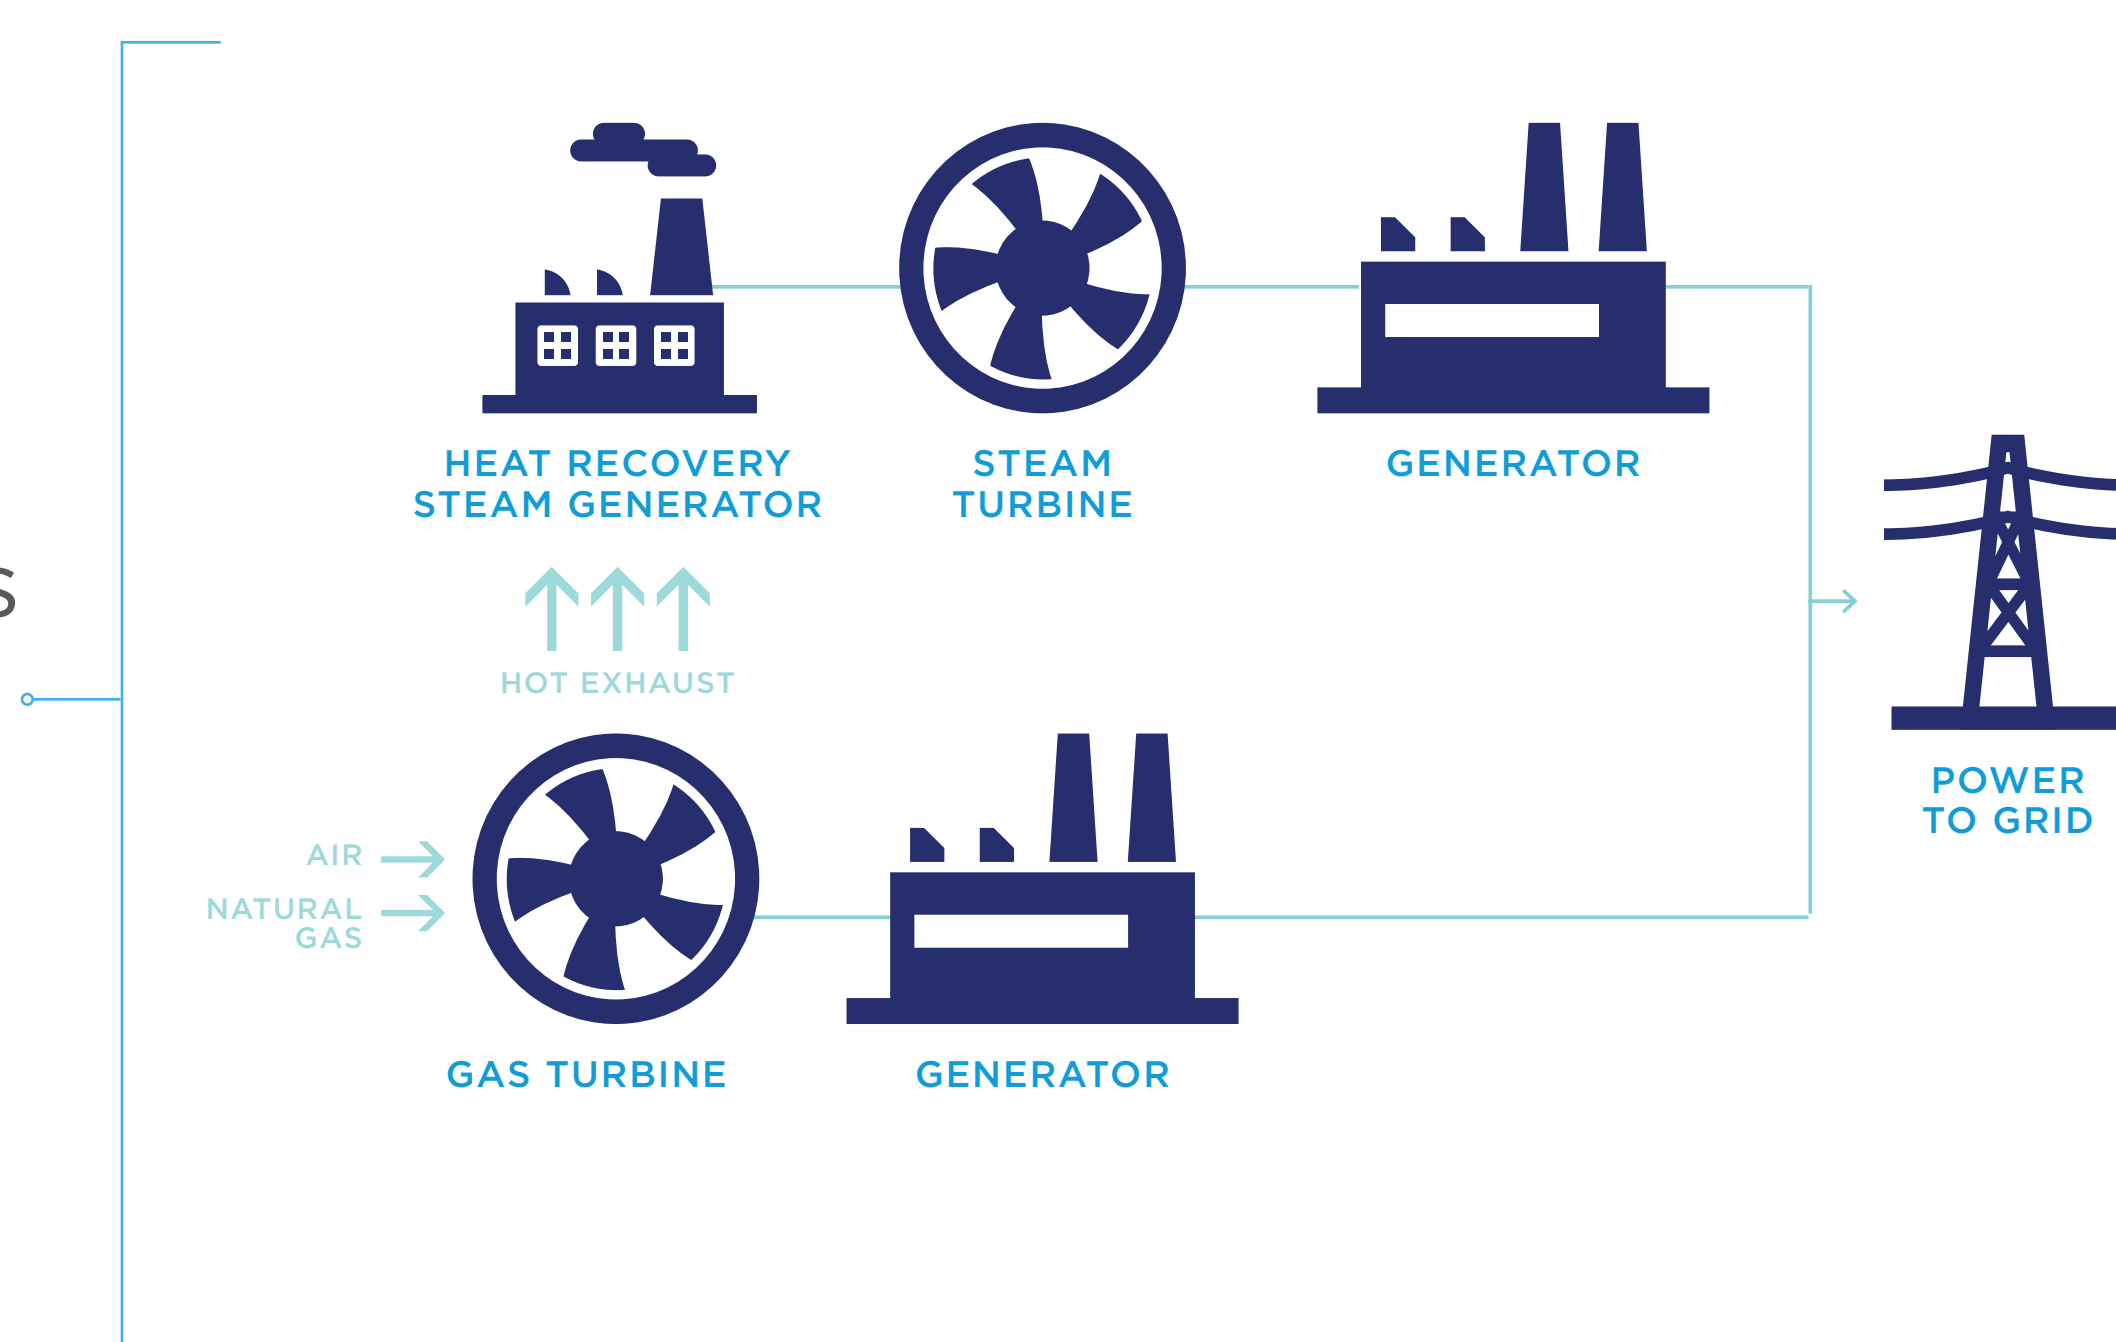 HEAT RECOVERY
STEAM GENERATOR
STEAM
TURBINE
GENERATOR
S
HOT EXHAUST
POWER
TO GRID
AIR
NATURAL
GAS
GAS TURBINE
GENERATOR